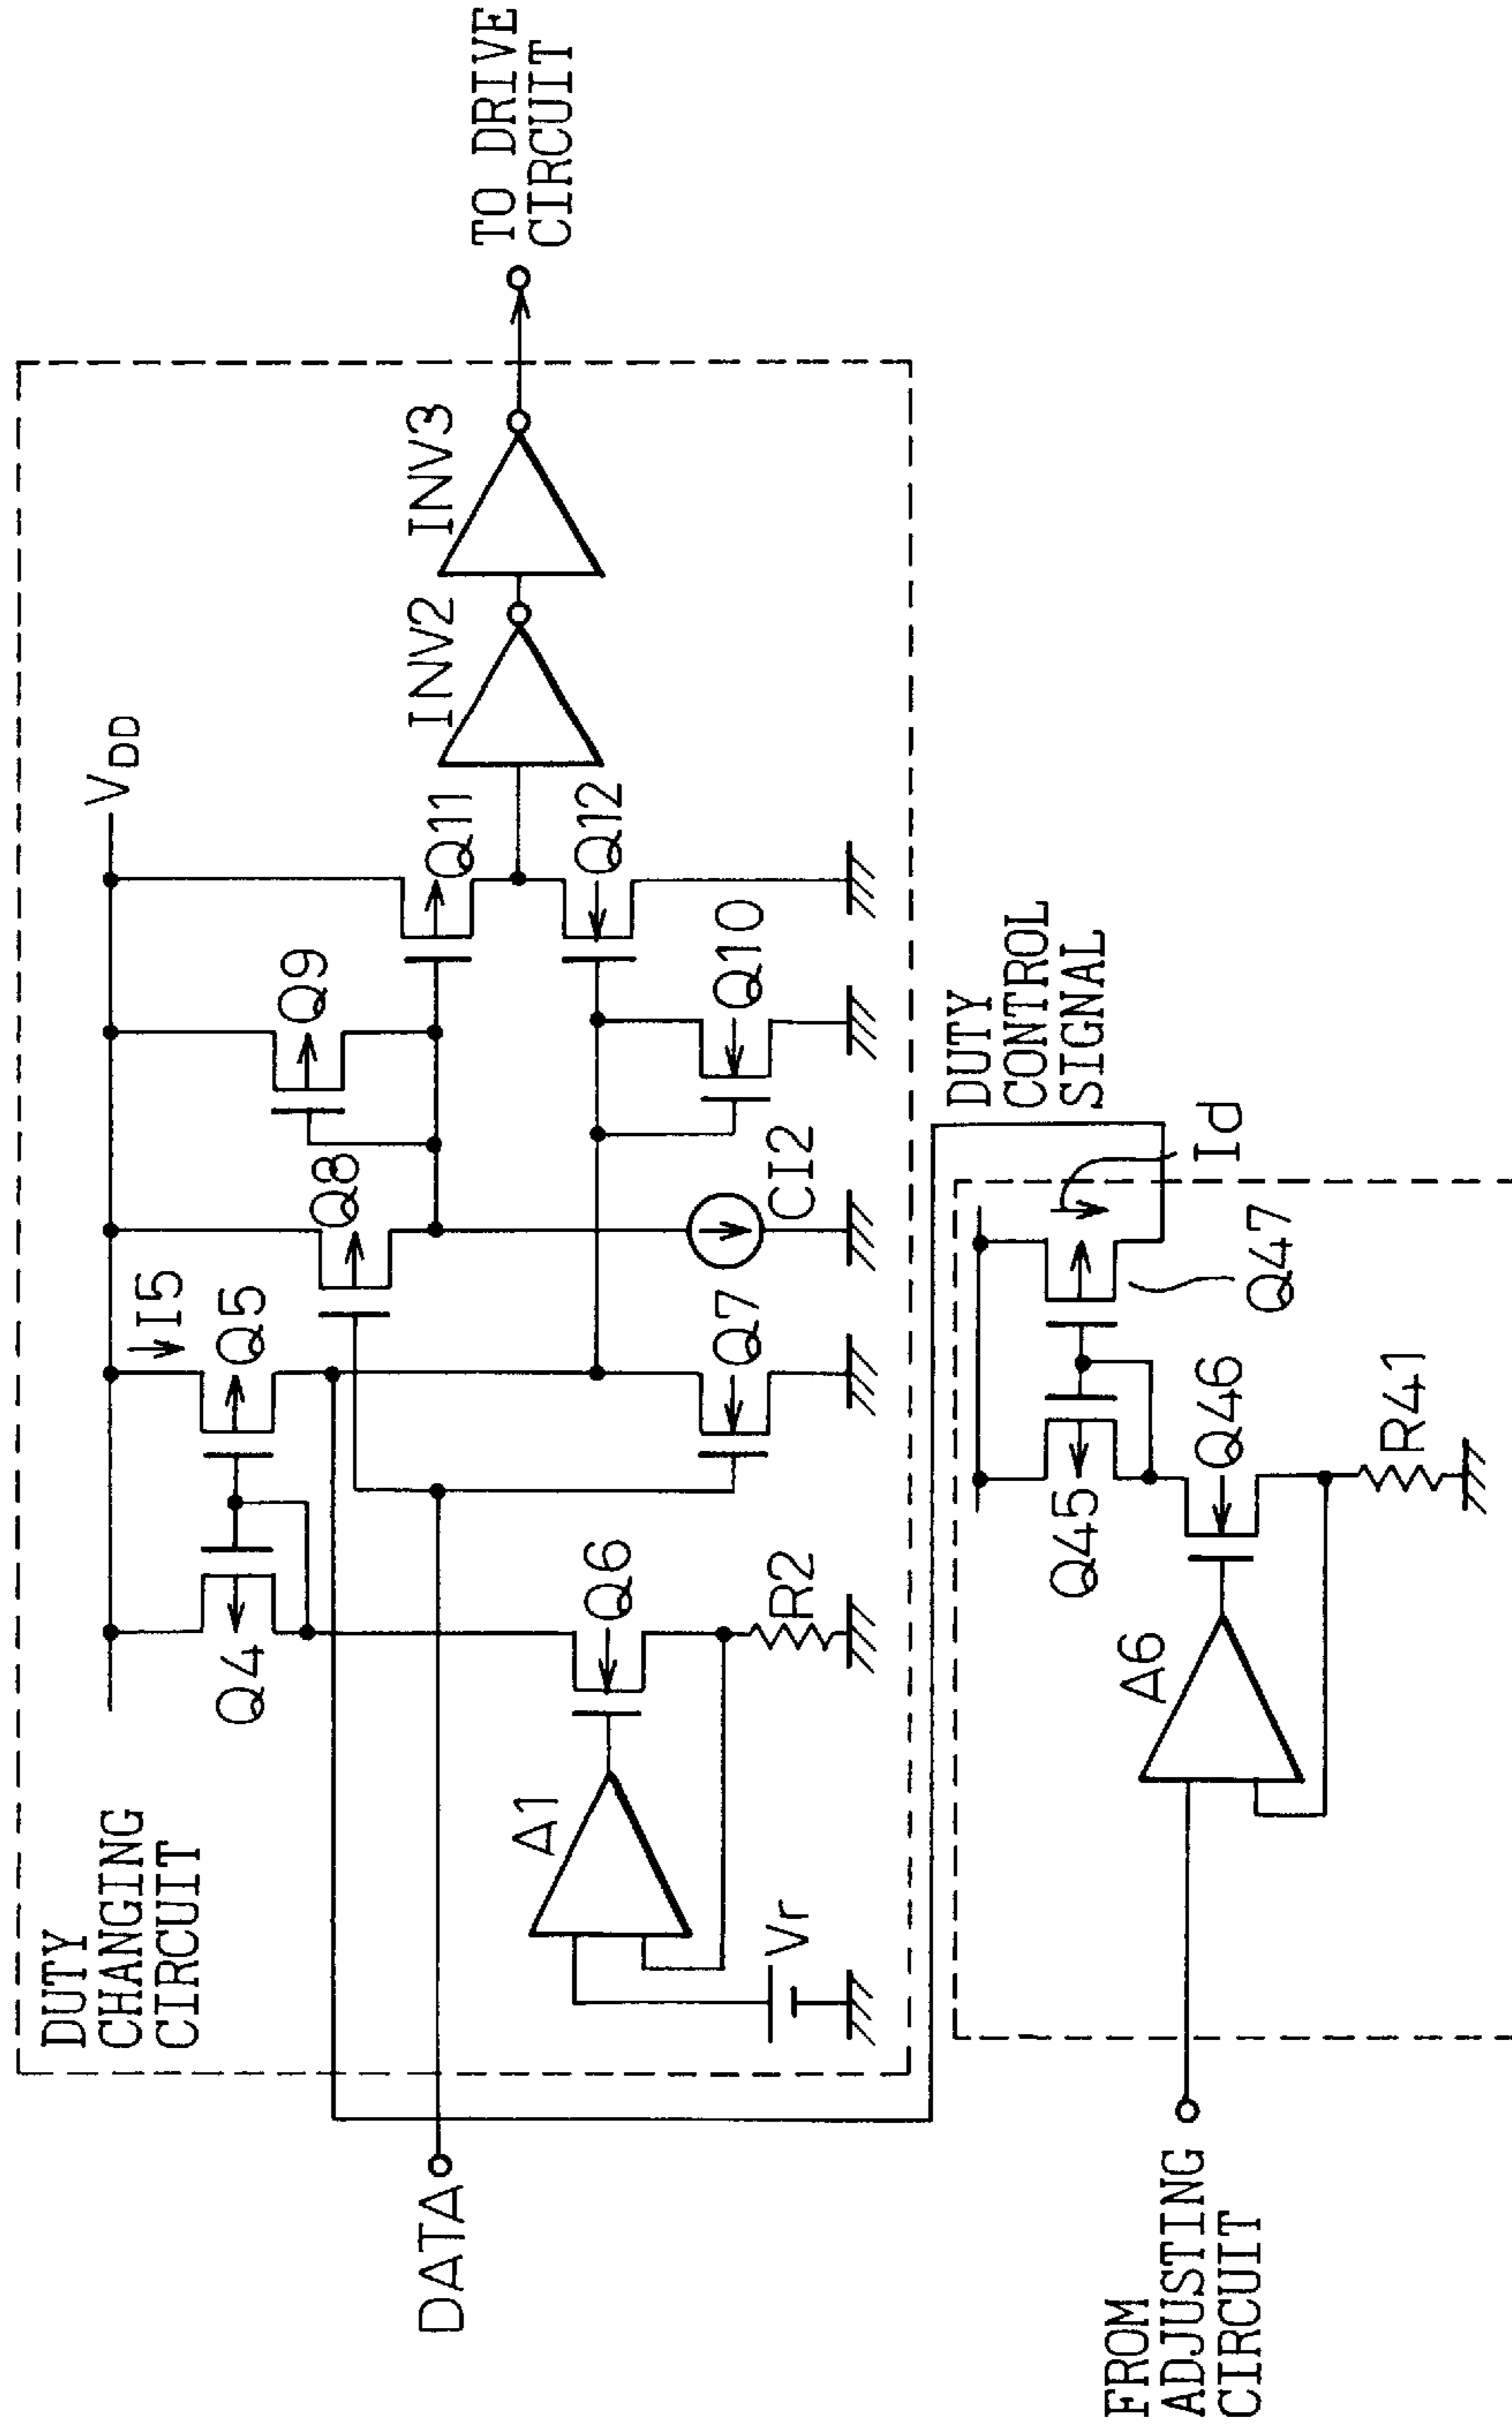 DUTY
CHANGING
CIRCUIT
VDD
Q4
Q5
I5
Q8
Q9
Q11
INV2
INV3
TO DRIVE
CIRCUIT
DATA
A1
Vr
Q6
R2
Q7
CI2
Q10
Q12
DUTY
CONTROL
SIGNAL
Id
Q45
Q47
A6
Q46
R41
FROM
ADJUSTING
CIRCUIT